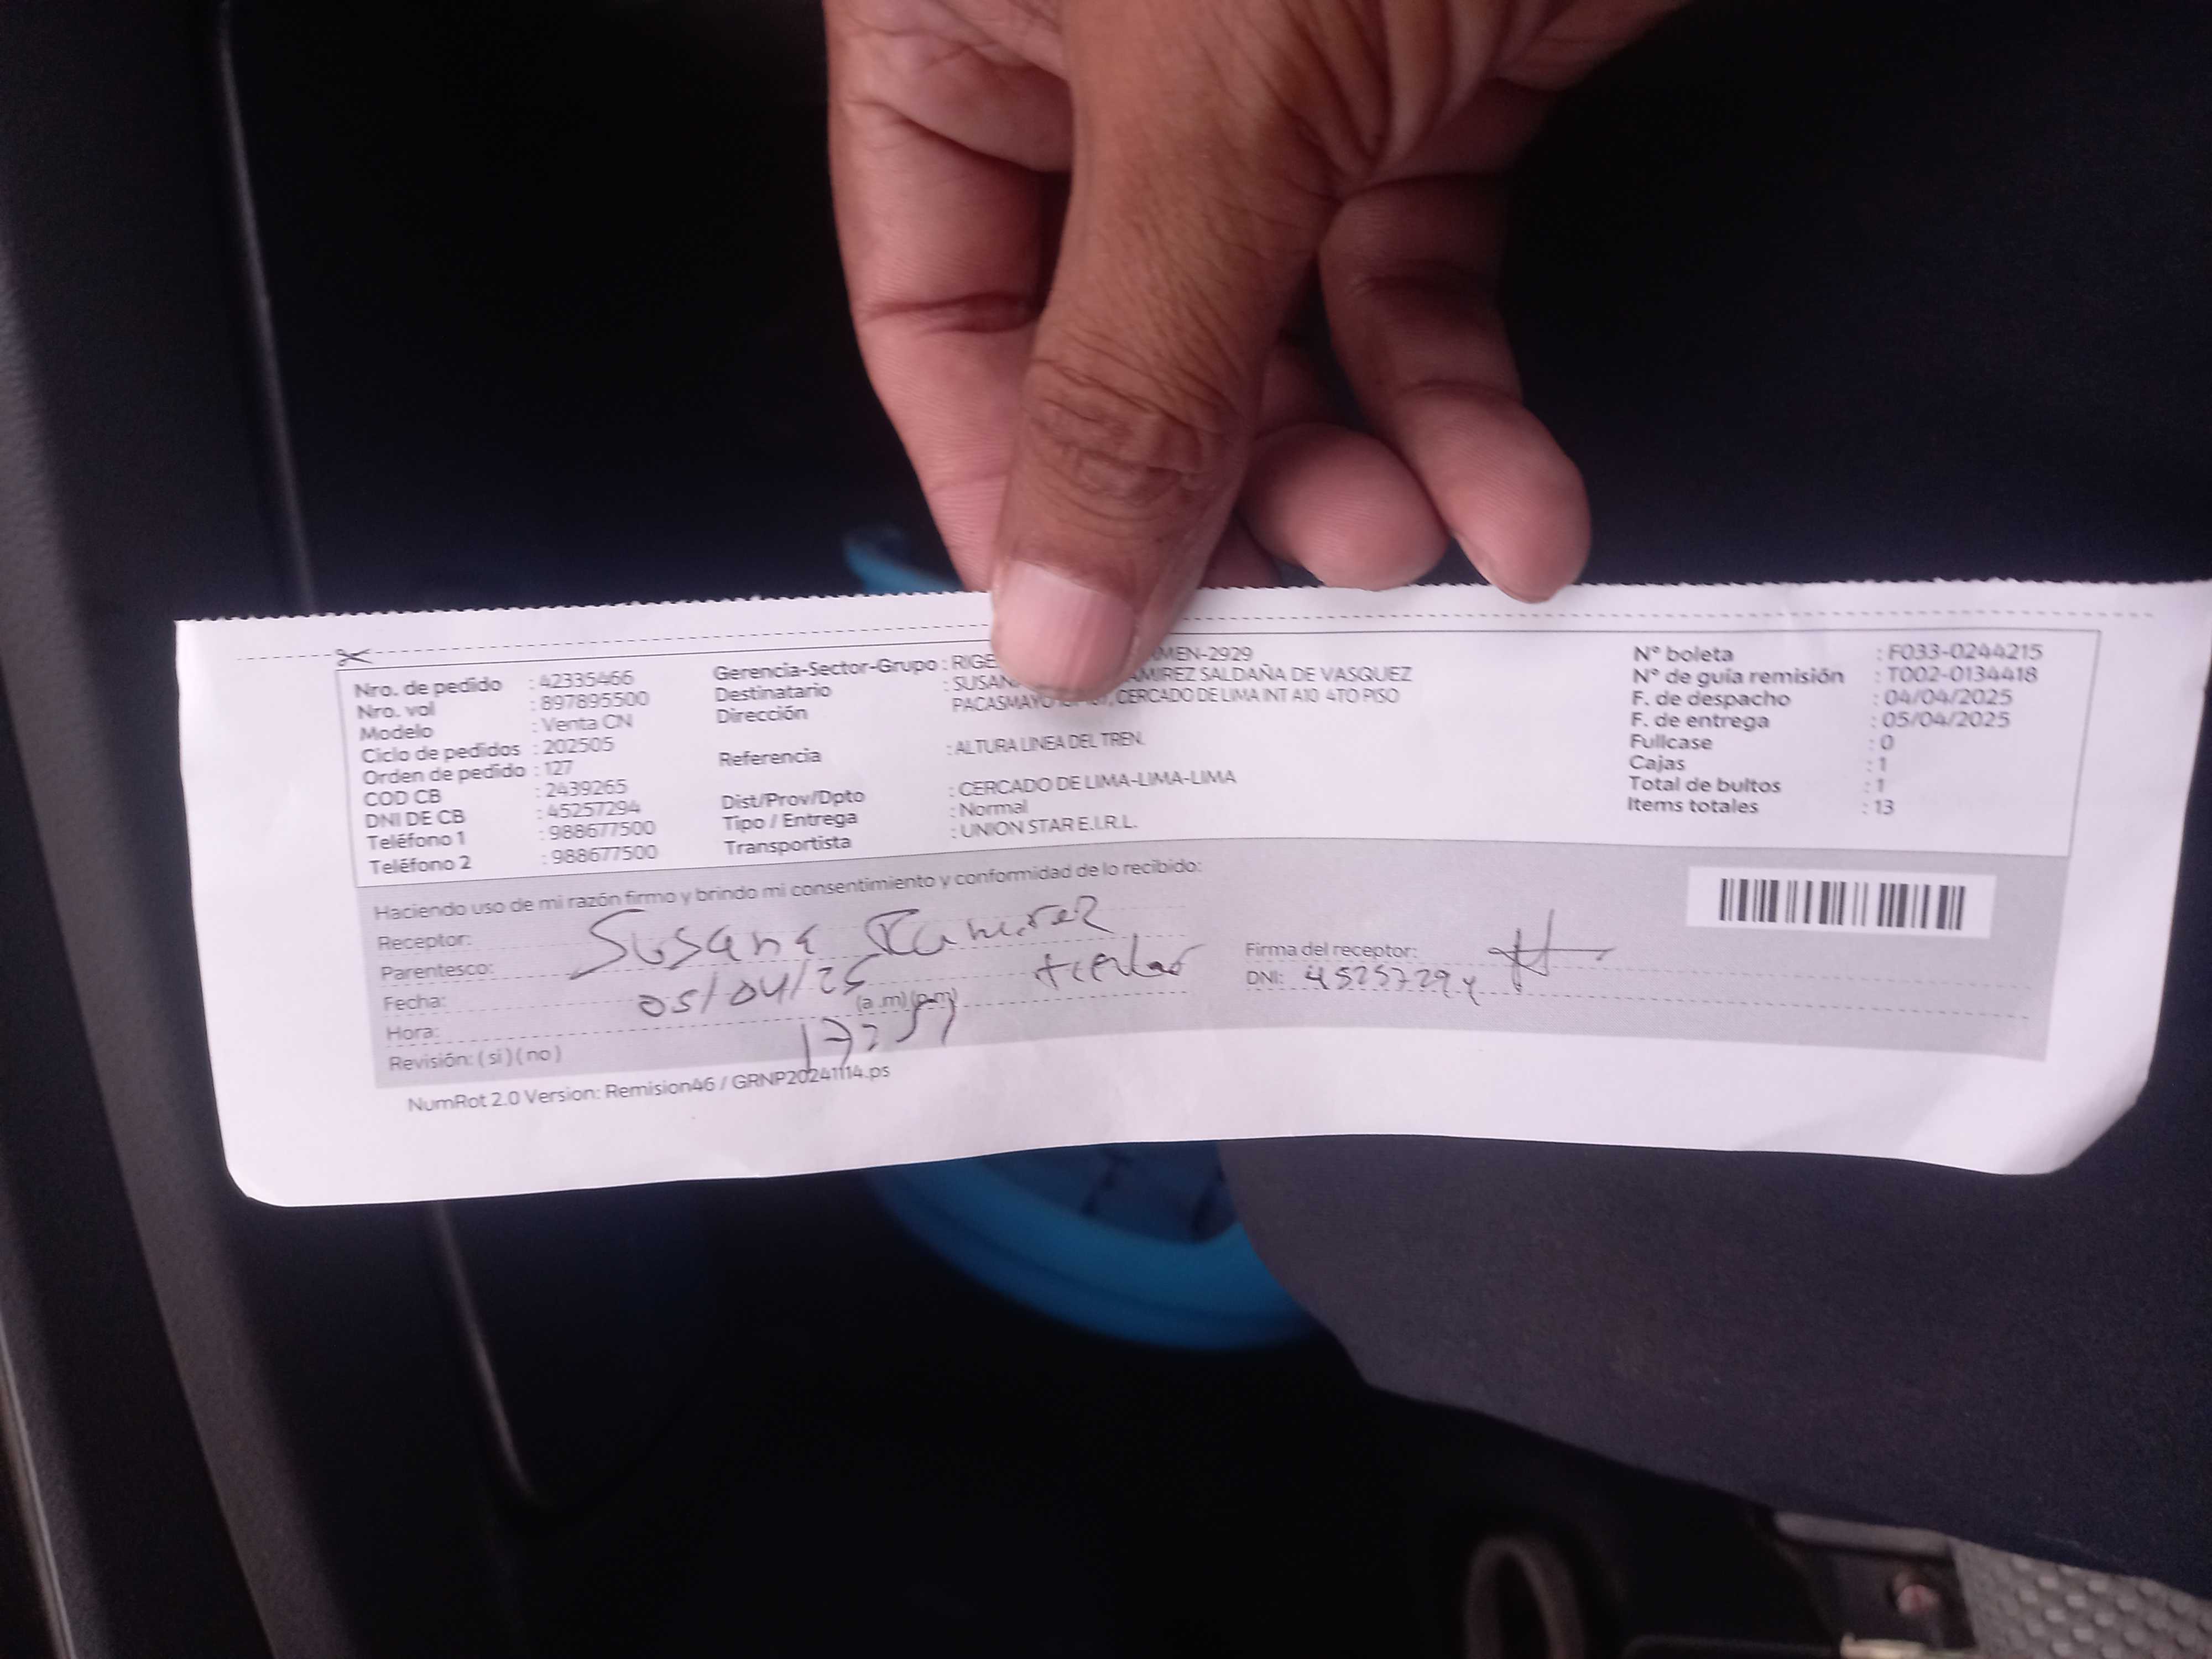 Nro. de pedido : 42335466
Nro. vol : 897895500
Modelo : Venta CN
Ciclo de pedidos : 202505
Orden de pedido : 127
COD CB : 2439265
DNI DE CB : 45257294
Teléfono 1 : 988677500
Teléfono 2 : 988677500
Gerencia-Sector-Grupo : RIGE MEN-2929
Destinatario : SUSAN RAMIREZ SALDAÑA DE VASQUEZ
Dirección PACASMAYO , CERCADO DE LIMA INT A10 4TO PISO
Referencia : ALTURA LINEA DEL TREN.
Dist/Prov/Dpto : CERCADO DE LIMA-LIMA-LIMA
Tipo / Entrega : Normal
Transportista : UNION STAR E.I.R.L.
N° boleta : F033-0244215
N° de guía remisión : T002-0134418
F. de despacho : 04/04/2025
F. de entrega : 05/04/2025
Fullcase : 0
Cajas : 1
Total de bultos : 1
Items totales : 13
Haciendo uso de mi razón firmo y brindo mi consentimiento y conformidad de lo recibido:
Receptor: Susana Ramirez
Parentesco:
Fecha: 05/04/25
Hora: (a .m) (p.m)
Revisión: ( si ) ( no )
Firma del receptor:
DNI: 45257294
NumRot 2.0 Version: Remision46 / GRNP20241114.ps